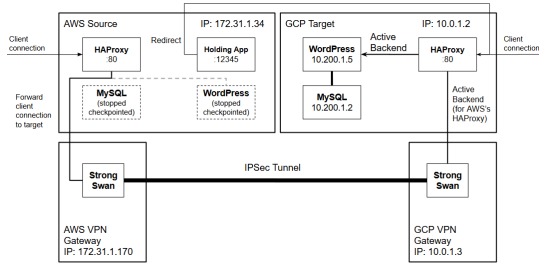 AWS Source
IP: 172.31.1.34
GCP Target
IP: 10.0.1.2
Client
connection
HAProxy
:80
Redirect
Holding App
:12345
WordPress
10.200.1.5
Active
Backend
HAProxy
:80
Client
connection
MySQL
(stopped
checkpointed)
WordPress
(stopped
checkpointed)
MySQL
10.200.1.2
Forward
client
connection
to target
Active
Backend
(for AWS's
HAProxy)
Strong
Swan
IPSec Tunnel
Strong
Swan
AWS VPN
Gateway
IP: 172.31.1.170
GCP VPN
Gateway
IP: 10.0.1.3